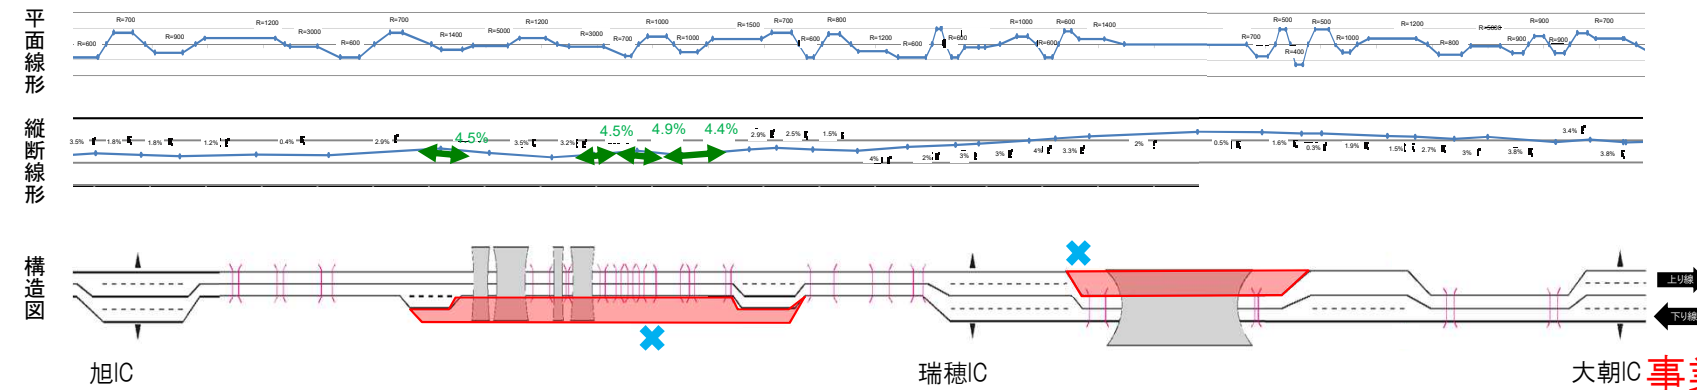 平面線形
R=600
R=700
R=900
R=1200
R=3000
R=600
R=700
R=1400
R=5000
R=1200
R=3000
R=700
R=1000
R=1000
R=1500
R=700
R=600
R=800
R=1200
R=600
R=600
R=1000
R=600
R=600
R=1400
R=700
R=500
R=400
R=500
R=1000
R=1200
R=800
R=5000
R=900
R=900
R=900
R=700
縦断線形
3.5%
1.8%
1.8%
1.2%
0.4%
2.9%
4.5%
3.5%
3.2%
4.5%
4.9%
4.4%
2.9%
2.5%
1.5%
4%
2%
3%
3%
4%
3.3%
2%
0.5%
1.6%
0.3%
1.9%
1.5%
2.7%
3%
3.8%
3.4%
3.8%
構造図
上り線
下り線
旭IC
瑞穂IC
大朝IC